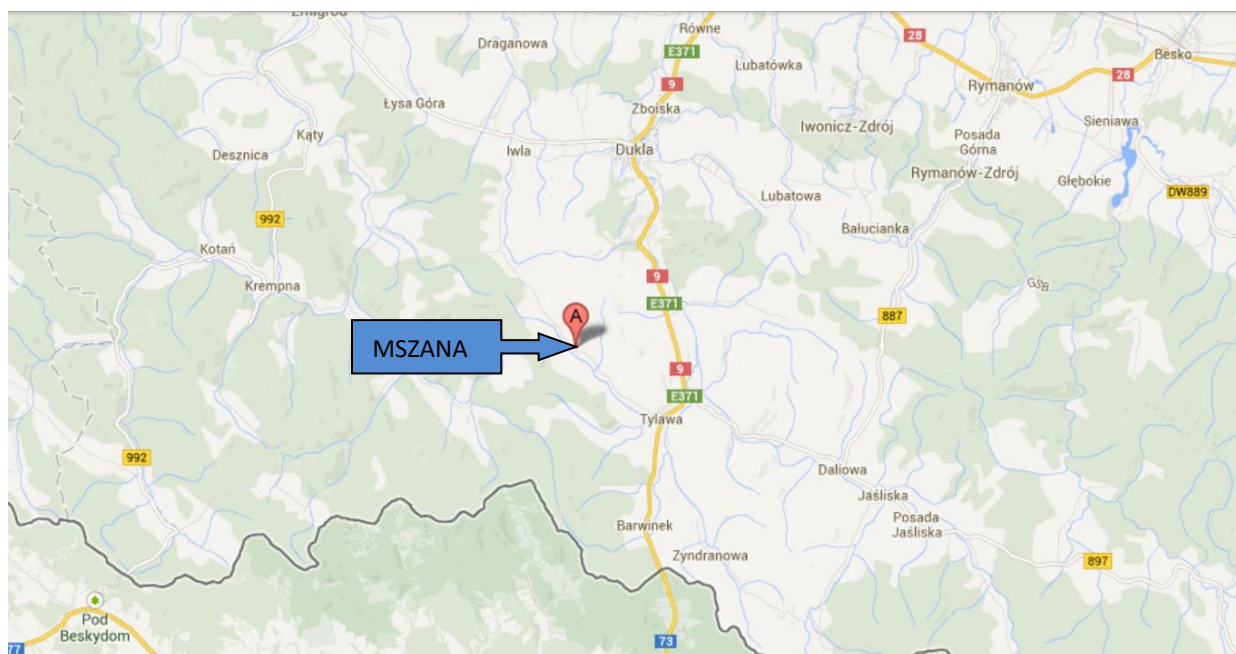 Żmigród
Draganowa
Równe
E371
9
28
Besko
Lubatówka
Rymanów
28
Łysa Góra
Zboiska
Iwonicz-Zdrój
Sieniawa
Kąty
Posada
Górna
Desznica
Iwla
Dukla
Rymanów-Zdrój
Głębokie
Lubatowa
DW889
992
Bałucianka
Kotań
Krempna
9
E371
GSB
887
A
MSZANA
9
E371
Tylawa
992
Daliowa
Jaśliska
Posada
Jaśliska
Barwinek
Zyndranowa
897
Pod
Beskydom
77
73